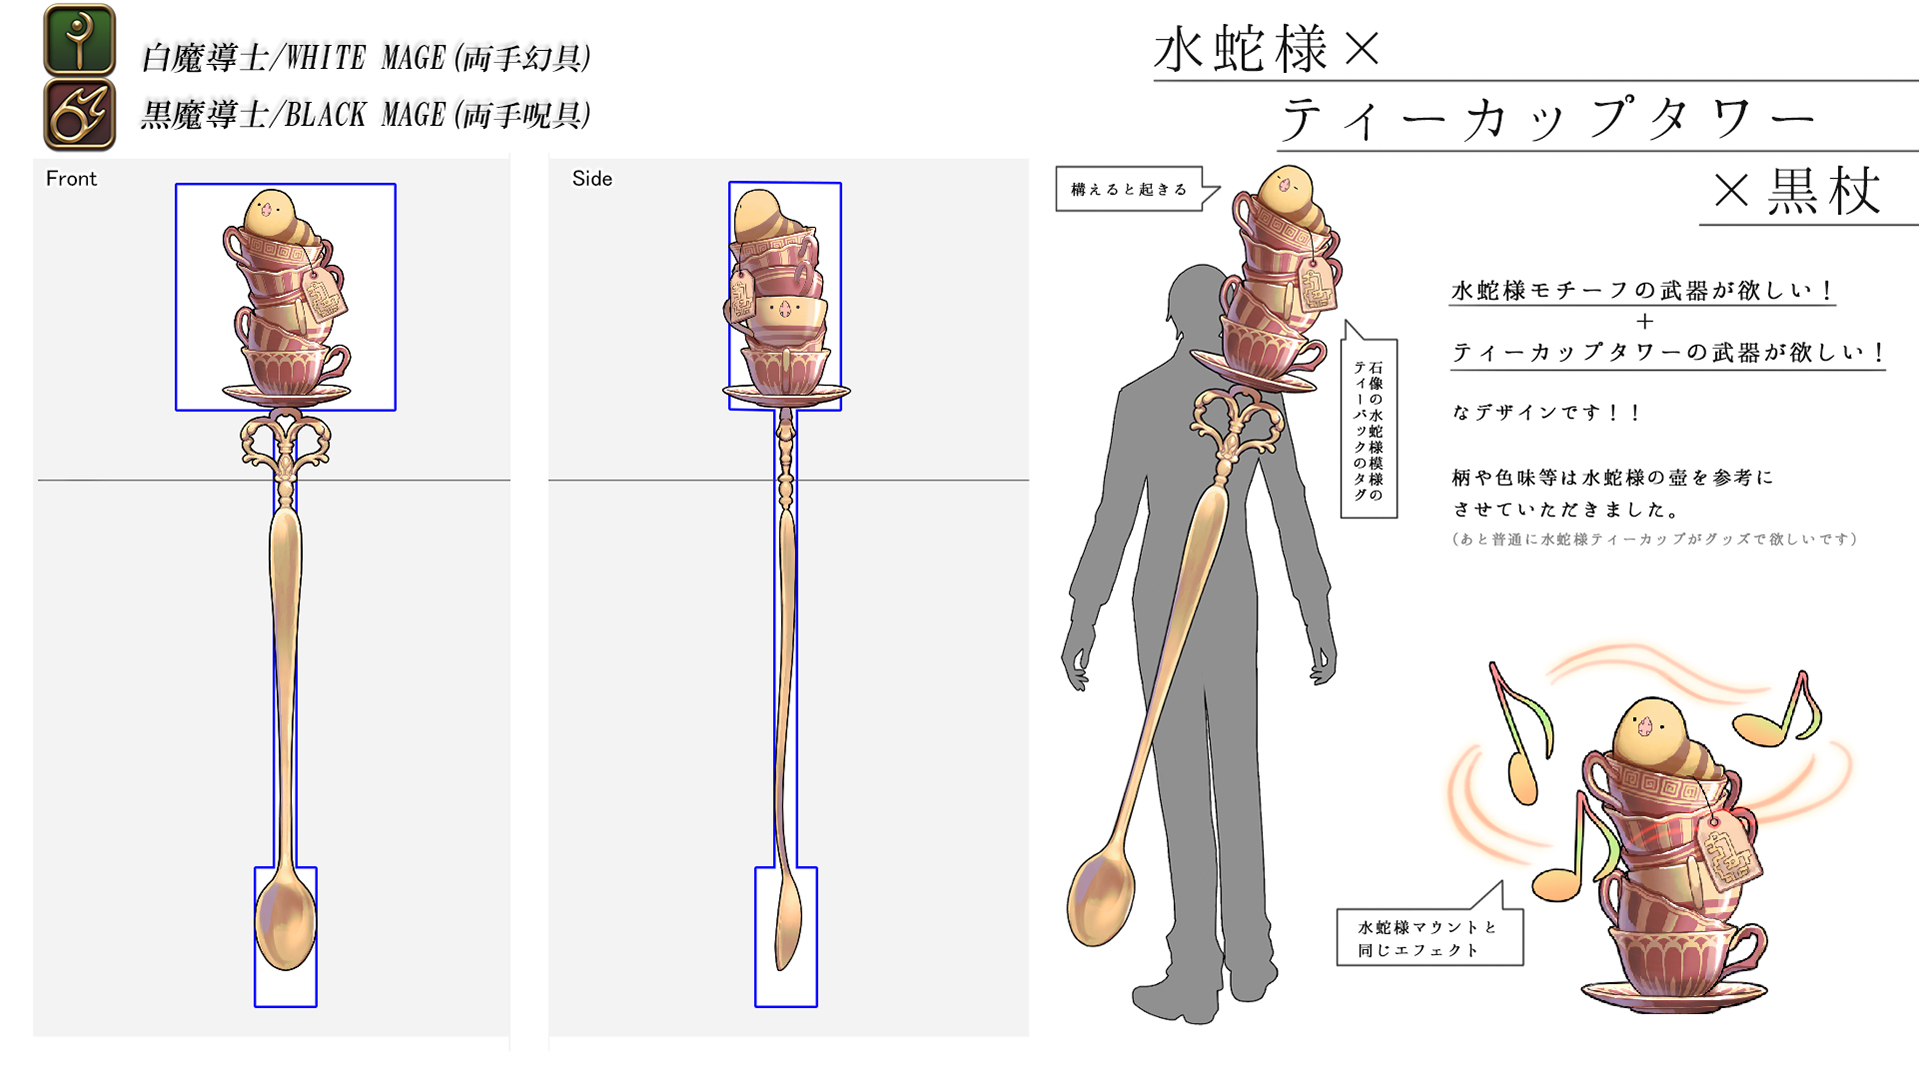 白魔導士/WHITE MAGE(両手幻具)
黒魔導士/BLACK MAGE(両手呪具)
Front
Side
水蛇様×
ティーカップタワー
×黒杖
構えると起きる
石像の水蛇様模様の
ティーパックのタグ
水蛇様モチーフの武器が欲しい！
＋
ティーカップタワーの武器が欲しい！
なデザインです！！
柄や色味等は水蛇様の壺を参考に
させていただきました。
（あと普通に水蛇様ティーカップがグッズで欲しいです）
水蛇様マウントと
同じエフェクト